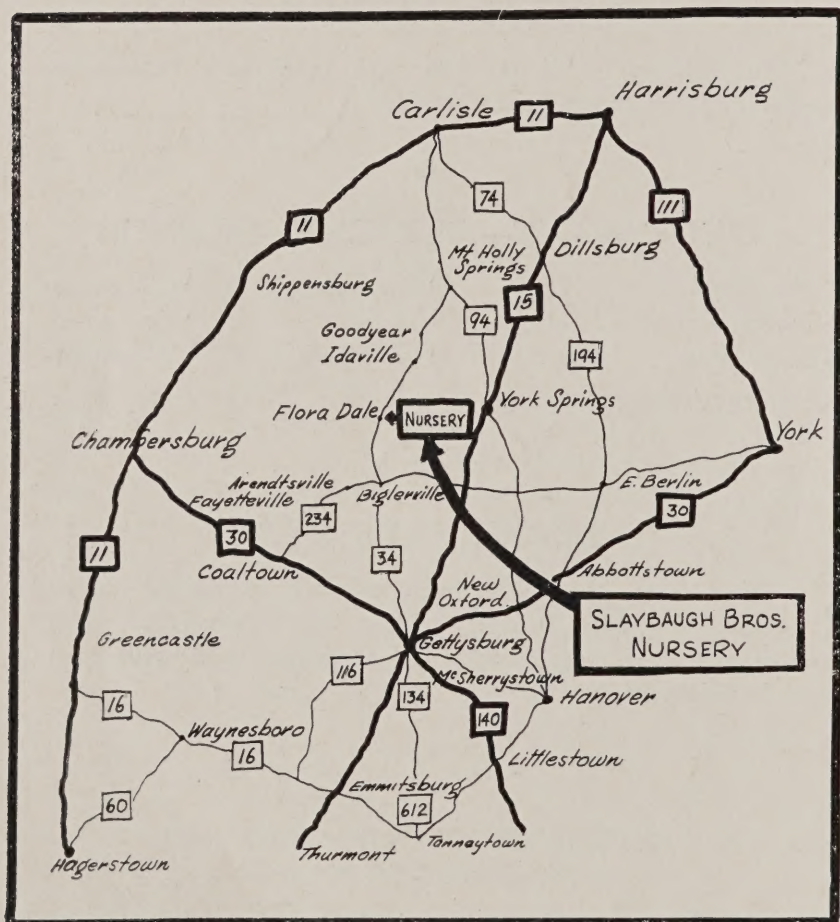 Harrisburg
Carlisle
11
111
11
74
Mt Holly
Springs
Dillsburg
Shippensburg
15
94
Goodyear
Idaville
194
Flora Dale
NURSERY
York Springs
Chambersburg
York
Arendtsville
Fayetteville
Biglerville
E. Berlin
234
30
30
11
34
Coaltown
New
Oxford
Abbottstown
SLAYBAUGH BROS.
NURSERY
Greencastle
Gettysburg
116
McSherrystown
134
Hanover
16
140
Waynesboro
16
Littlestown
Emmitsburg
60
612
Hagerstown
Thurmont
Tanneytown